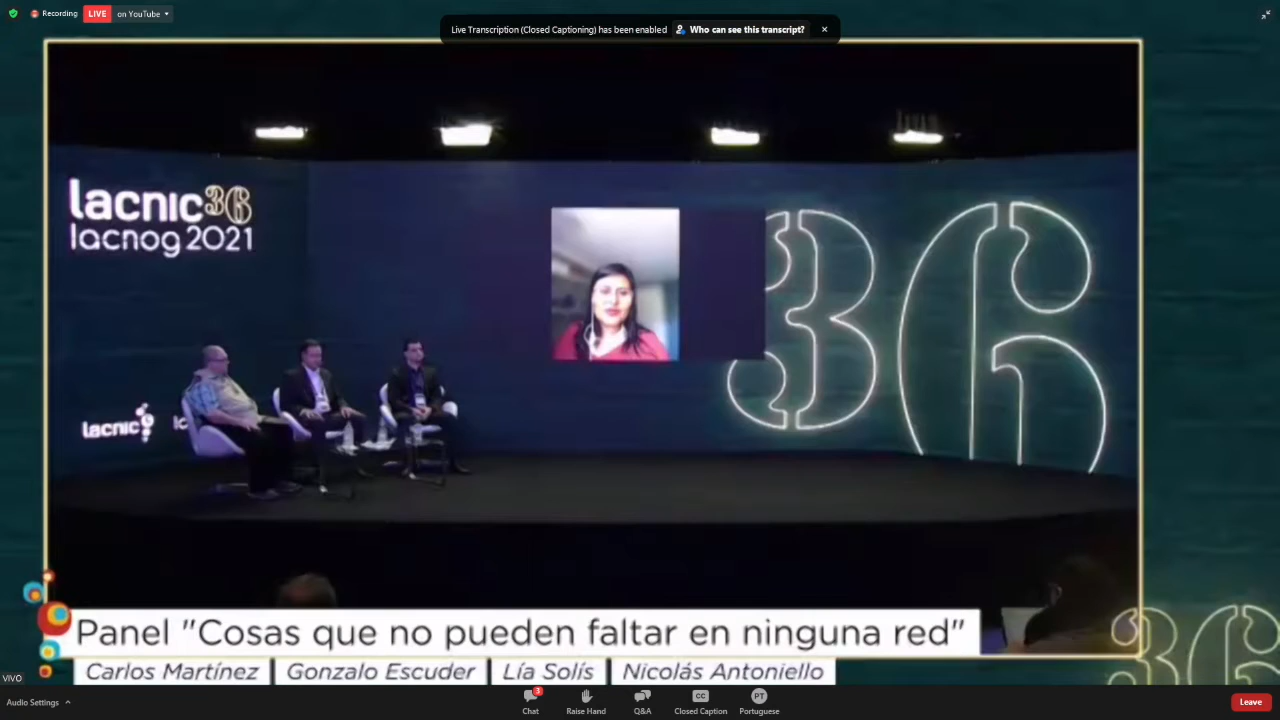 Recording LIVE on YouTube
Live Transcription (Closed Captioning) has been enabled Who can see this transcript?
lacnic36
lacnog 2021
36
lacnic
Panel "Cosas que no pueden faltar en ninguna red"
Carlos Martínez Gonzalo Escuder Lía Solís Nicolás Antoniello
36
VIVO
Audio Settings
3
CC
PT
Chat Raise Hand Q&A Closed Caption Portuguese Leave